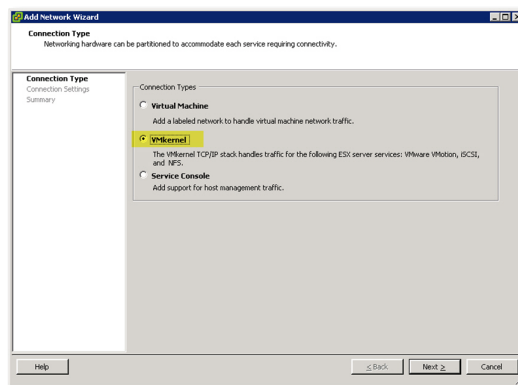 Add Network Wizard
Connection Type
Networking hardware can be partitioned to accommodate each service requiring connectivity.
Connection Type
Connection Settings
Summary
Connection Types
Virtual Machine
Add a labeled network to handle virtual machine network traffic.
VMkernel
The VMkernel TCP/IP stack handles traffic for the following ESX server services: VMware VMotion, iSCSI,
and NFS.
Service Console
Add support for host management traffic.
Help
< Back
Next >
Cancel